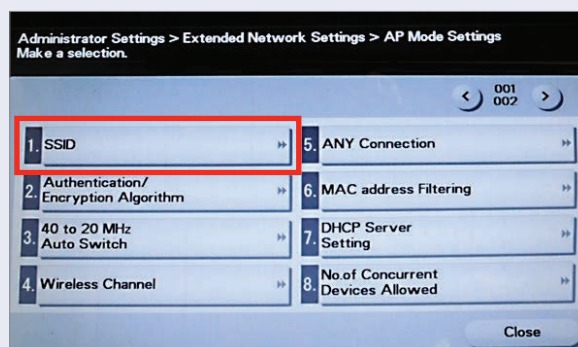 Administrator Settings > Extended Network Settings > AP Mode Settings
Make a selection.
001
002
1. SSID
2. Authentication/
Encryption Algorithm
3. 40 to 20 MHz
Auto Switch
4. Wireless Channel
5. ANY Connection
6. MAC address Filtering
7. DHCP Server
Setting
8. No.of Concurrent
Devices Allowed
Close